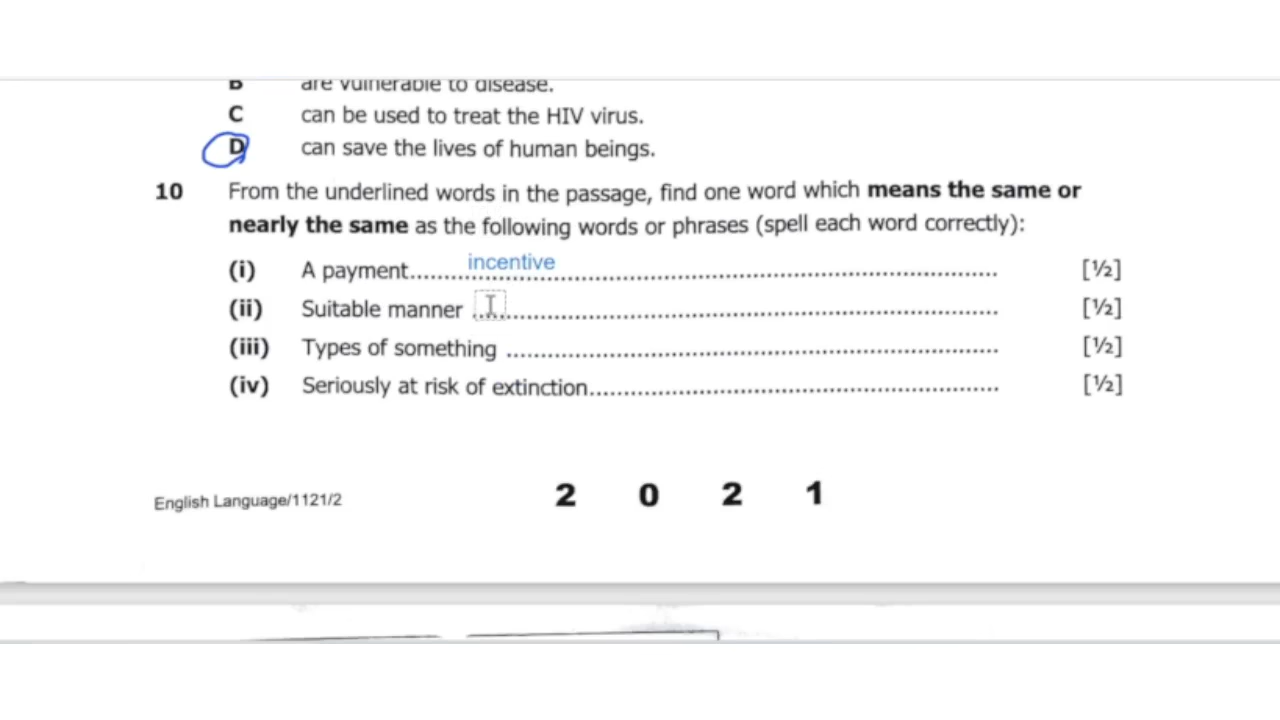 B are vulnerable to disease.
C can be used to treat the HIV virus.
D can save the lives of human beings.
10 From the underlined words in the passage, find one word which means the same or
nearly the same as the following words or phrases (spell each word correctly):
(i) A payment.......... incentive .......... [½]
(ii) Suitable manner .......... [½]
(iii) Types of something .......... [½]
(iv) Seriously at risk of extinction.......... [½]
English Language/1121/2 2 0 2 1